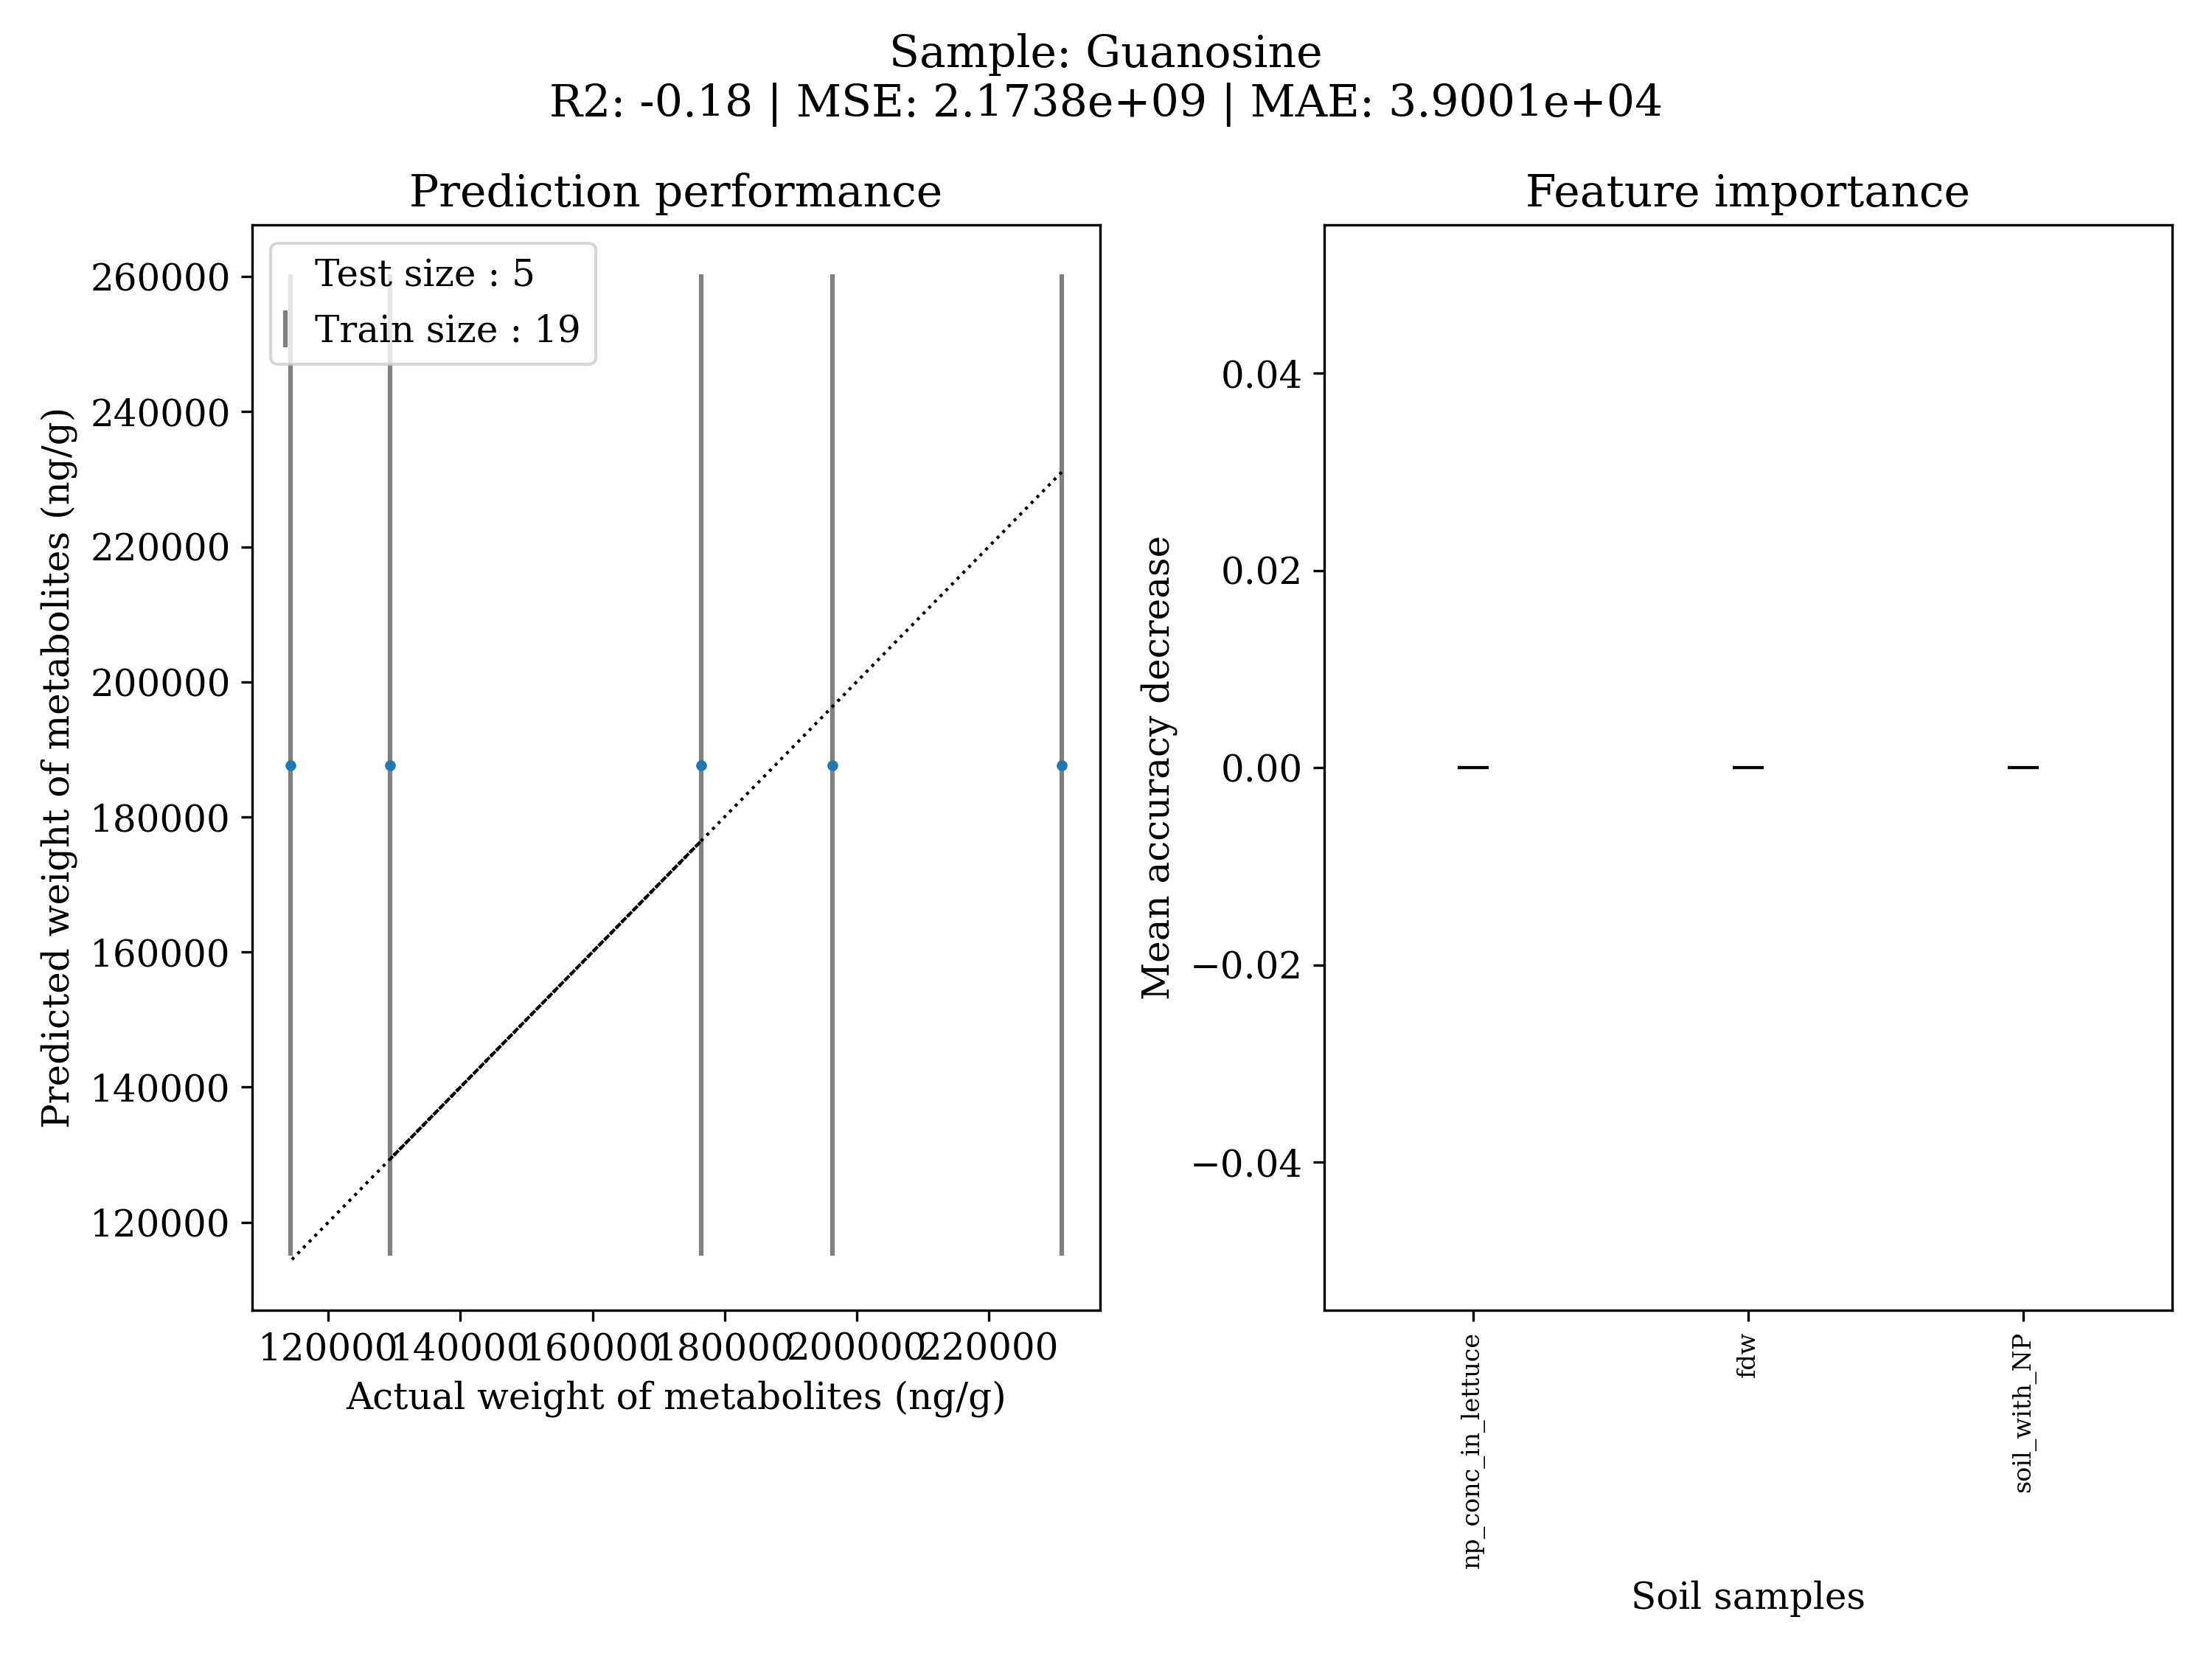 Sample: Guanosine
R2: -0.18 | MSE: 2.1738e+09 | MAE: 3.9001e+04
Prediction performance
Test size : 5
Train size : 19
260000
240000
220000
200000
180000
160000
140000
120000
Predicted weight of metabolites (ng/g)
120000 140000 160000 180000 200000 220000
Actual weight of metabolites (ng/g)
Feature importance
0.04
0.02
0.00
−0.02
−0.04
Mean accuracy decrease
np_conc_in_lettuce
fdw
soil_with_NP
Soil samples